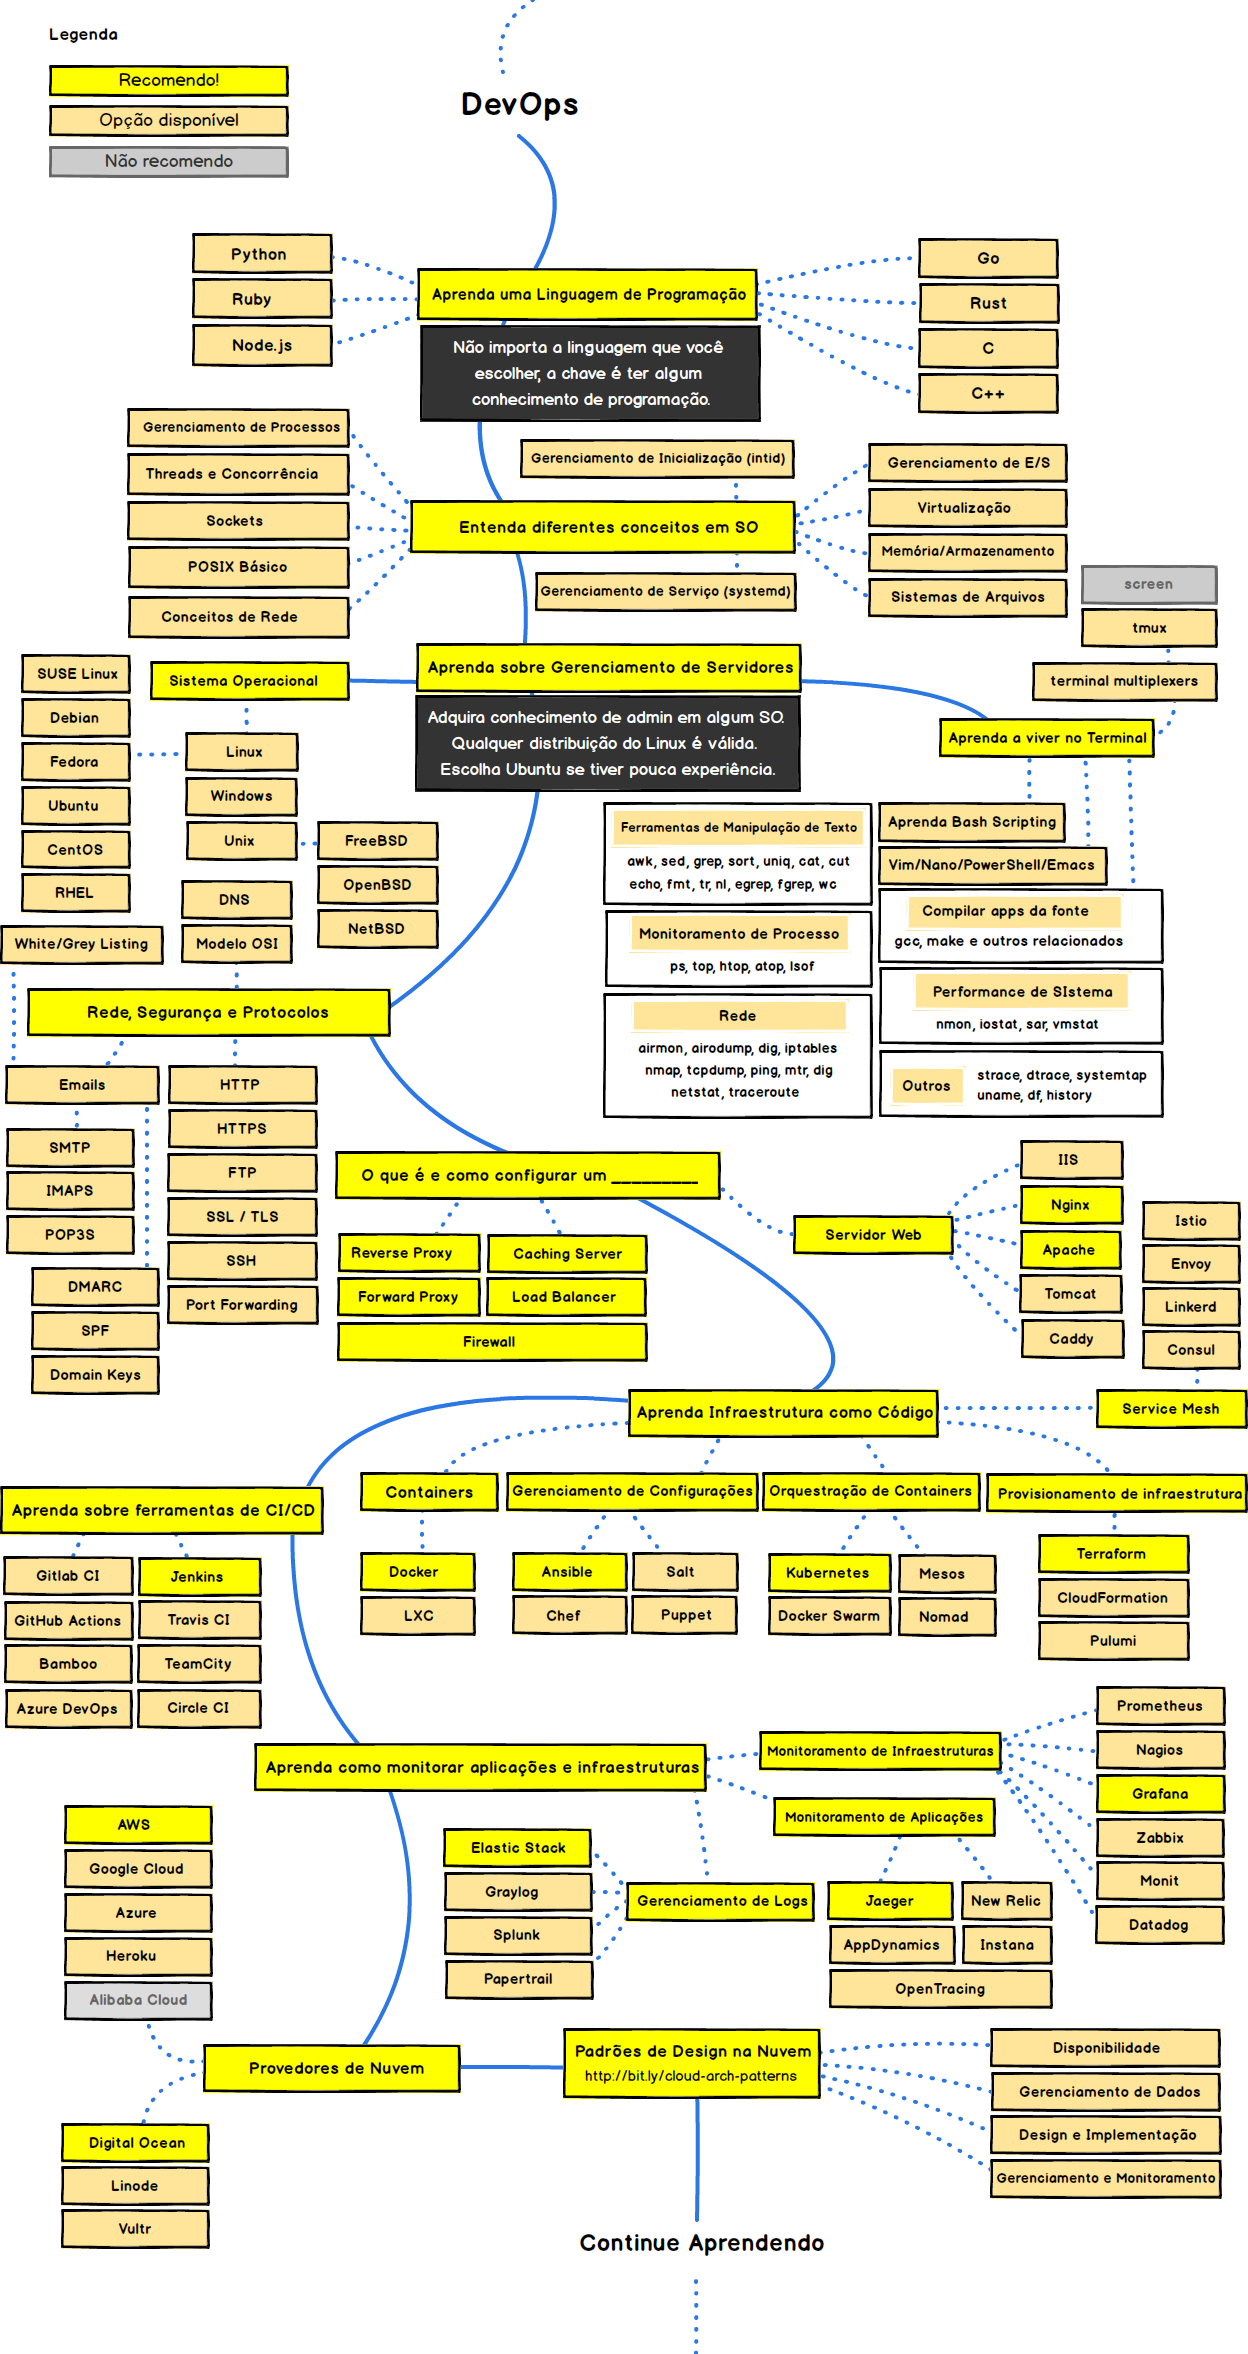 Legenda
Recomendo!
Opção disponível
Não recomendo
DevOps
Python
Ruby
Node.js
Aprenda uma Linguagem de Programação
Não importa a linguagem que você
escolher, a chave é ter algum
conhecimento de programação.
Go
Rust
C
C++
Gerenciamento de Processos
Threads e Concorrência
Sockets
POSIX Básico
Conceitos de Rede
Gerenciamento de Inicialização (intid)
Entenda diferentes conceitos em SO
Gerenciamento de Serviço (systemd)
Gerenciamento de E/S
Virtualização
Memória/Armazenamento
Sistemas de Arquivos
screen
tmux
terminal multiplexers
Aprenda a viver no Terminal
Aprenda sobre Gerenciamento de Servidores
Adquira conhecimento de admin em algum SO.
Qualquer distribuição do Linux é válida.
Escolha Ubuntu se tiver pouca experiência.
Sistema Operacional
SUSE Linux
Debian
Fedora
Ubuntu
CentOS
RHEL
Linux
Windows
Unix
FreeBSD
OpenBSD
NetBSD
DNS
Modelo OSI
White/Grey Listing
Ferramentas de Manipulação de Texto
awk, sed, grep, sort, uniq, cat, cut
echo, fmt, tr, nl, egrep, fgrep, wc
Monitoramento de Processo
ps, top, htop, atop, lsof
Rede
airmon, airodump, dig, iptables
nmap, tcpdump, ping, mtr, dig
netstat, traceroute
Aprenda Bash Scripting
Vim/Nano/PowerShell/Emacs
Compilar apps da fonte
gcc, make e outros relacionados
Performance de SIstema
nmon, iostat, sar, vmstat
Outros
strace, dtrace, systemtap
uname, df, history
Rede, Segurança e Protocolos
Emails
SMTP
IMAPS
POP3S
DMARC
SPF
Domain Keys
HTTP
HTTPS
FTP
SSL / TLS
SSH
Port Forwarding
O que é e como configurar um __________
Reverse Proxy
Caching Server
Forward Proxy
Load Balancer
Firewall
Servidor Web
IIS
Nginx
Apache
Tomcat
Caddy
Istio
Envoy
Linkerd
Consul
Service Mesh
Aprenda Infraestrutura como Código
Containers
Docker
LXC
Gerenciamento de Configurações
Ansible
Salt
Chef
Puppet
Orquestração de Containers
Kubernetes
Mesos
Docker Swarm
Nomad
Provisionamento de infraestrutura
Terraform
CloudFormation
Pulumi
Aprenda sobre ferramentas de CI/CD
Gitlab CI
Jenkins
GitHub Actions
Travis CI
Bamboo
TeamCity
Azure DevOps
Circle CI
Aprenda como monitorar aplicações e infraestruturas
Monitoramento de Infraestruturas
Prometheus
Nagios
Grafana
Zabbix
Monit
Datadog
Monitoramento de Aplicações
Jaeger
New Relic
AppDynamics
Instana
OpenTracing
Gerenciamento de Logs
Elastic Stack
Graylog
Splunk
Papertrail
AWS
Google Cloud
Azure
Heroku
Alibaba Cloud
Provedores de Nuvem
Digital Ocean
Linode
Vultr
Padrões de Design na Nuvem
http://bit.ly/cloud-arch-patterns
Disponibilidade
Gerenciamento de Dados
Design e Implementação
Gerenciamento e Monitoramento
Continue Aprendendo